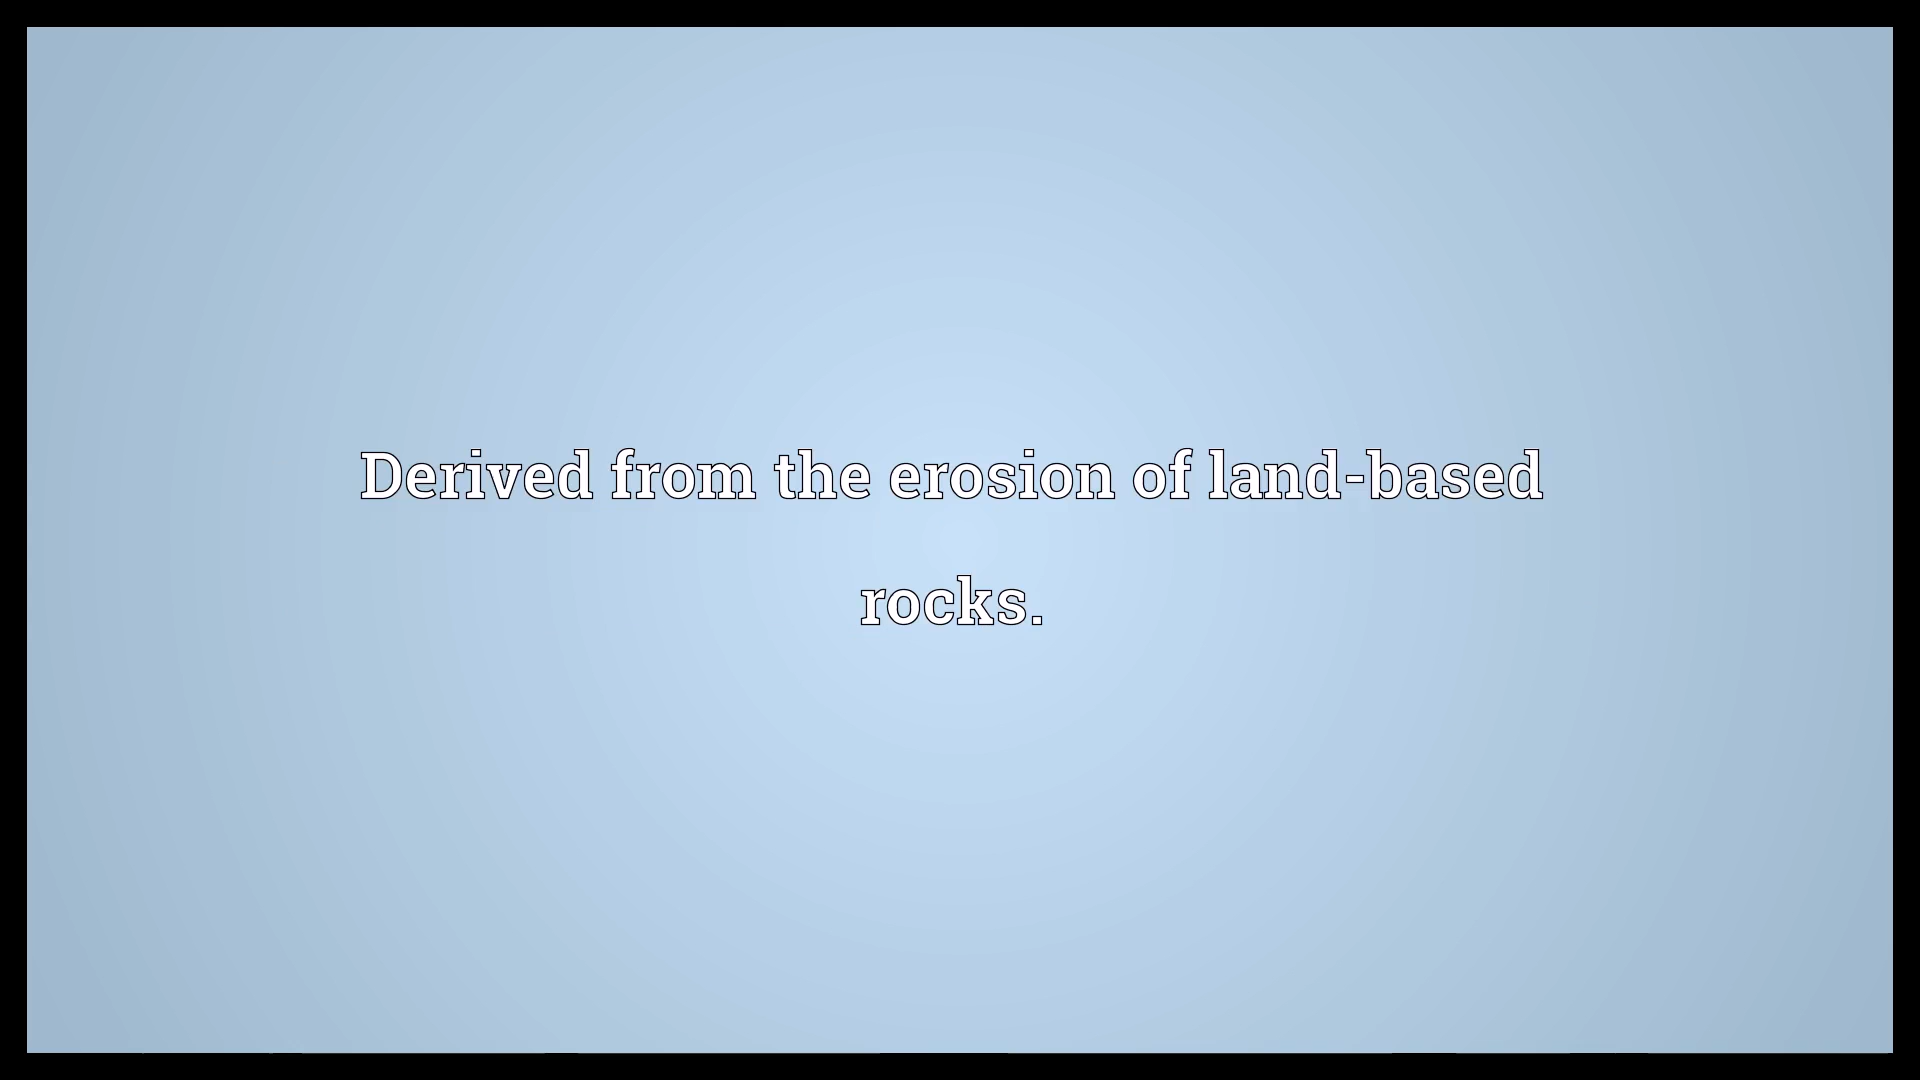 Derived from the erosion of land-based
rocks.